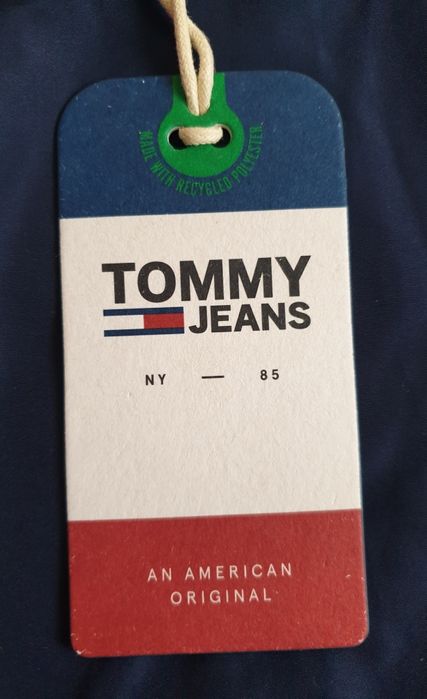 MADE WITH RECYCLED POLYESTER
TOMMY
JEANS
NY — 85
AN AMERICAN
ORIGINAL